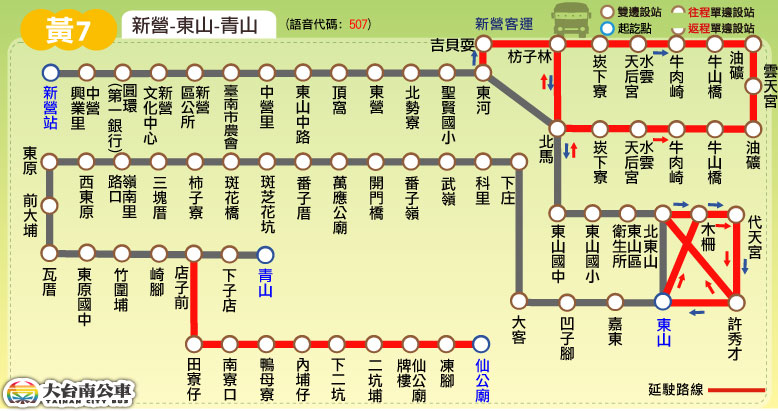 黃7
新營-東山-青山
(語音代碼: 507)
新營客運
雙邊設站
起訖點
往程單邊設站
返程單邊設站
新營站
中營興業里
圓環(第一銀行)
新營文化中心
新營區公所
臺南市農會
中營里
東山中路
頂窩
東營
北勢寮
聖賢國小
東河
吉貝耍
枋子林
崁下寮
水雲天后宮
牛肉崎
牛山橋
油礦
雲天宮
北馬
崁下寮
水雲天后宮
牛肉崎
牛山橋
油礦
東山國中
東山國小
東山區衛生所
北東山
木柵
代天宮
許秀才
東山
嘉東
凹子腳
大客
下庄
科里
武嶺
番子嶺
開門橋
萬應公廟
番子厝
斑芝花坑
斑花橋
柿子寮
三塊厝
嶺南里路口
西東原
東原
前大埔
瓦厝
東原國中
竹圍埔
崎腳
店子前
下子店
青山
田寮仔
南寮口
鴨母寮
內埔仔
下二坑
二坑埔
仙公廟牌樓
凍腳
仙公廟
延駛路線
大台南公車
TAINAN CITY BUS